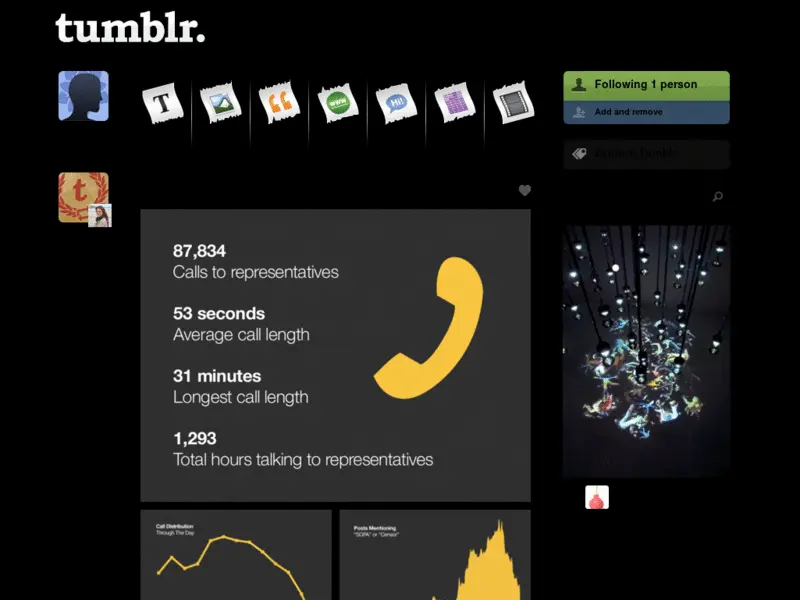 tumblr.
T
www
Hi!
Following 1 person
Add and remove
Explore Tumblr
t
87,834
Calls to representatives
53 seconds
Average call length
31 minutes
Longest call length
1,293
Total hours talking to representatives
Call Distribution
Through The Day
Posts Mentioning
"SOPA" or "Censor"